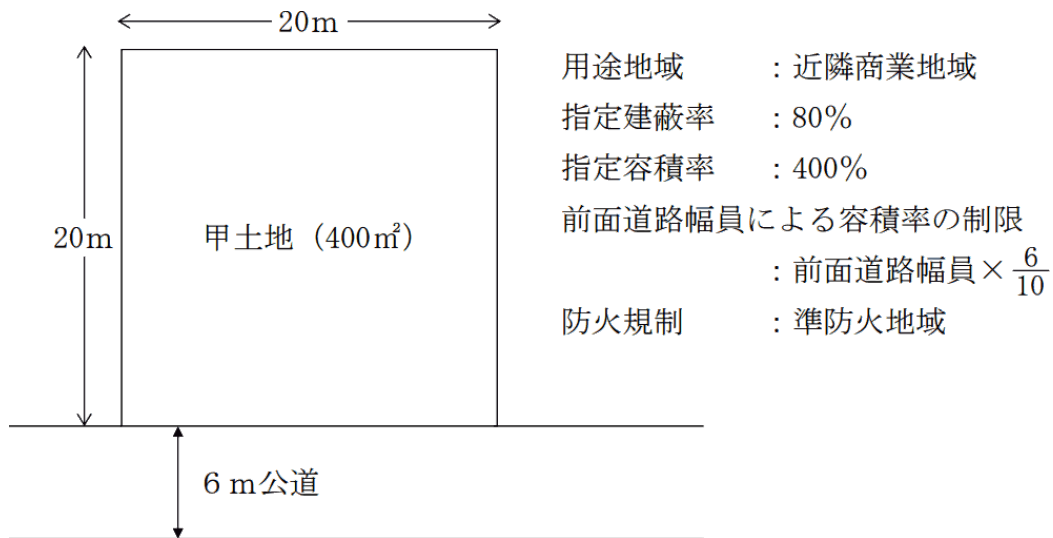 20m
20m
甲土地(400㎡)
6m公道
用途地域 :近隣商業地域
指定建蔽率 :80%
指定容積率 :400%
前面道路幅員による容積率の制限
:前面道路幅員×6/10
防火規制 :準防火地域